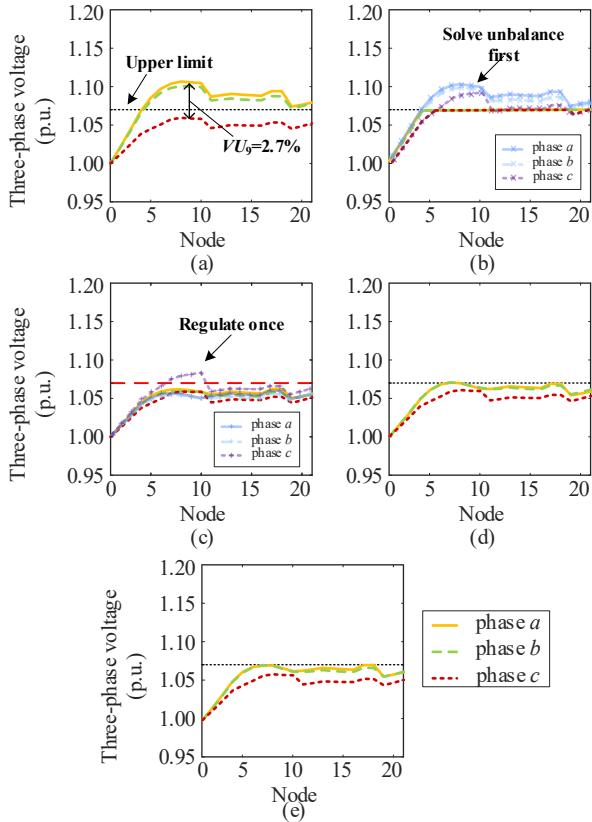 1.20
1.15
1.10
1.05
1.00
0.95
Three-phase voltage
(p.u.)
Upper limit
VU9=2.7%
0 5 10 15 20
Node
(a)
1.20
1.15
1.10
1.05
1.00
0.95
Three-phase voltage
(p.u.)
Solve unbalance
first
phase a
phase b
phase c
0 5 10 15 20
Node
(b)
1.20
1.15
1.10
1.05
1.00
0.95
Three-phase voltage
(p.u.)
Regulate once
phase a
phase b
phase c
0 5 10 15 20
Node
(c)
1.20
1.15
1.10
1.05
1.00
0.95
Three-phase voltage
(p.u.)
0 5 10 15 20
Node
(d)
1.20
1.15
1.10
1.05
1.00
0.95
Three-phase voltage
(p.u.)
0 5 10 15 20
Node
(e)
phase a
phase b
phase c